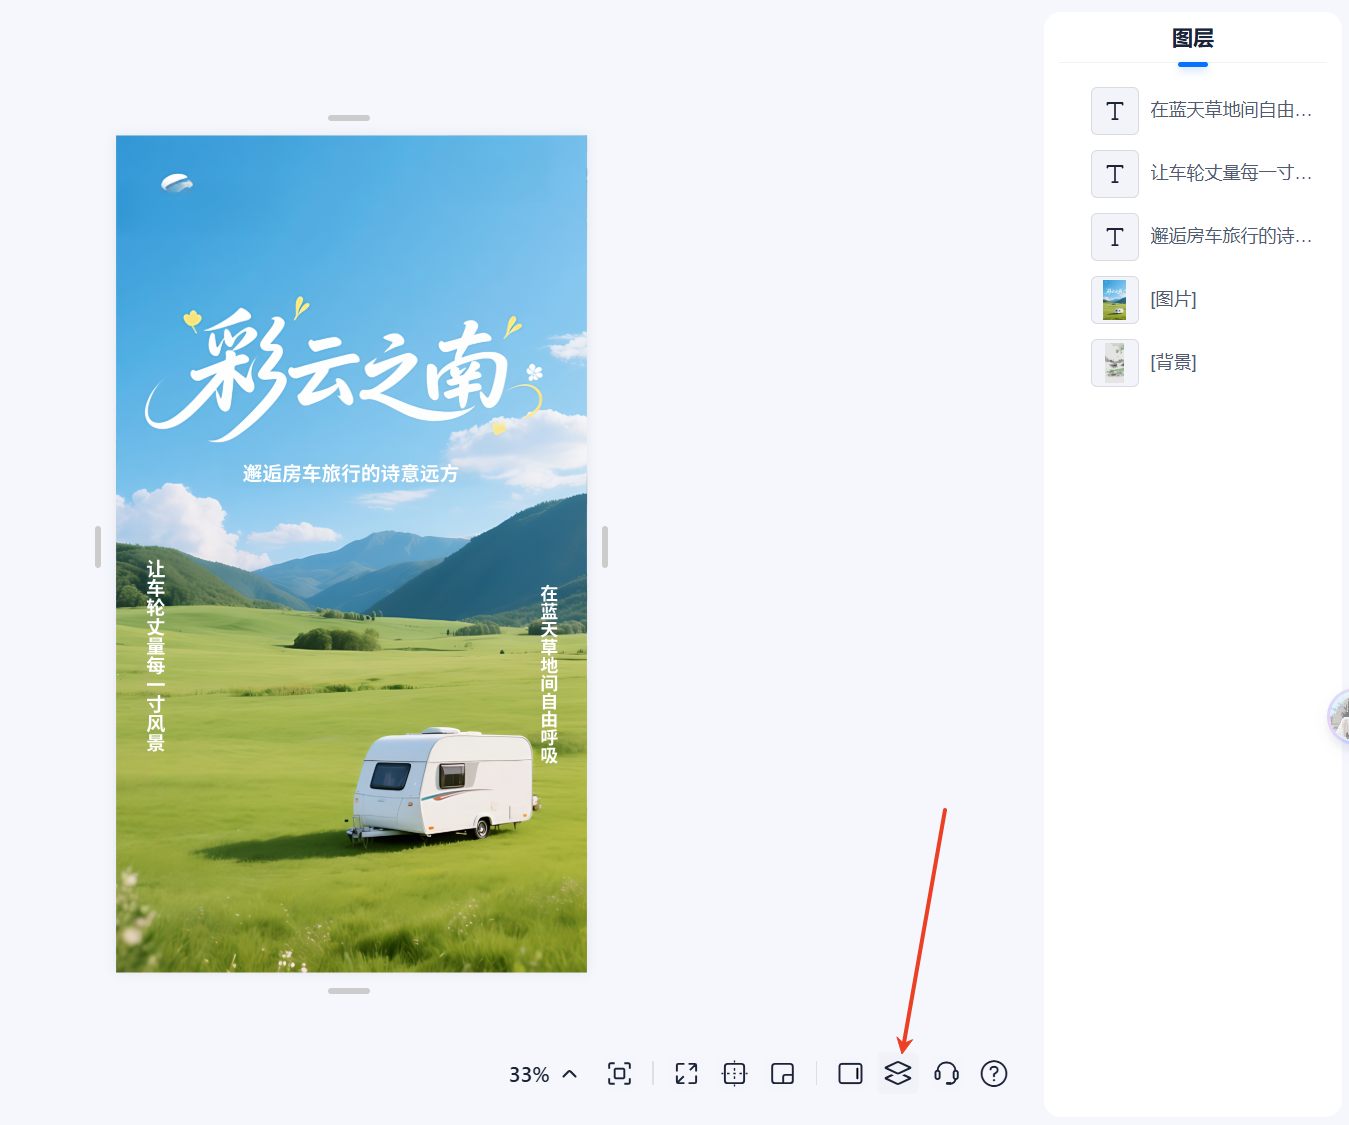 图层
T 在蓝天草地间自由...
T 让车轮丈量每一寸...
T 邂逅房车旅行的诗...
[图片]
[背景]
彩云之南
邂逅房车旅行的诗意远方
让车轮丈量每一寸风景
在蓝天草地间自由呼吸
33%